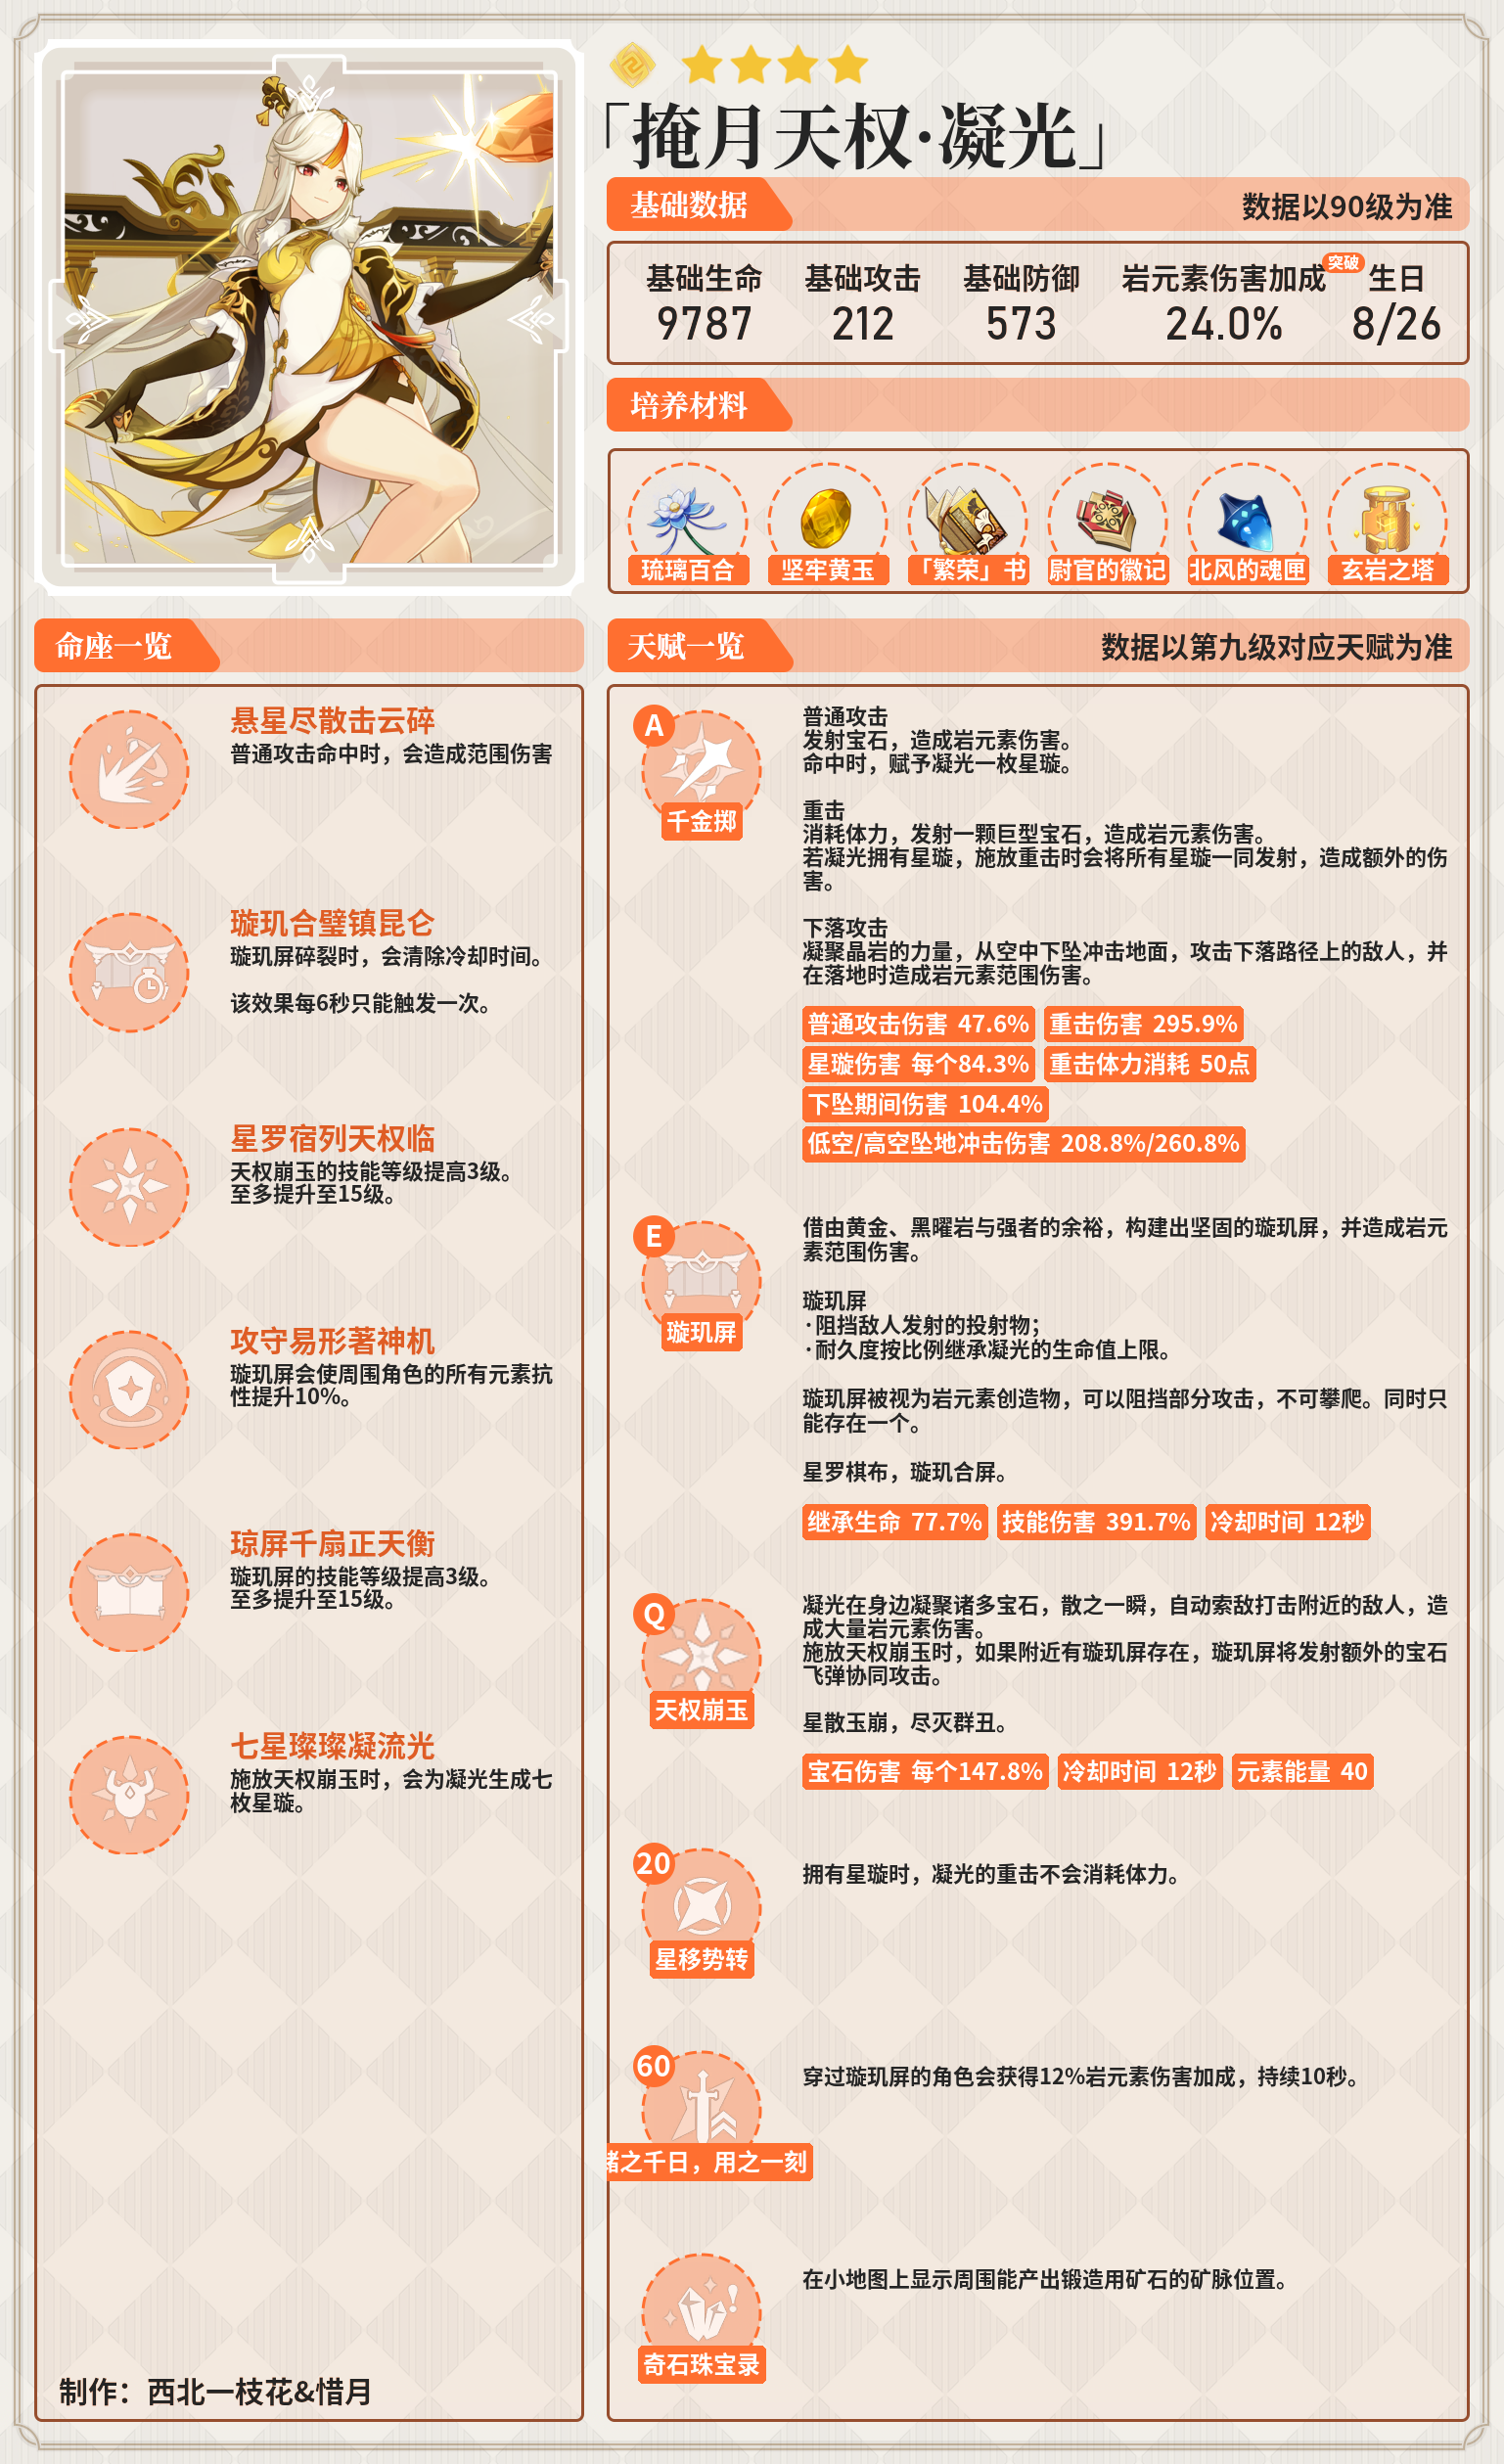 「掩月天权·凝光」
基础数据
数据以90级为准
基础生命
基础攻击
基础防御
岩元素伤害加成
突破
生日
9787
212
573
24.0%
8/26
培养材料
琉璃百合
坚牢黄玉
「繁荣」书
尉官的徽记
北风的魂匣
玄岩之塔
命座一览
悬星尽散击云碎
普通攻击命中时，会造成范围伤害
璇玑合璧镇昆仑
璇玑屏碎裂时，会清除冷却时间。
该效果每6秒只能触发一次。
星罗宿列天权临
天权崩玉的技能等级提高3级。
至多提升至15级。
攻守易形著神机
璇玑屏会使周围角色的所有元素抗
性提升10%。
琼屏千扇正天衡
璇玑屏的技能等级提高3级。
至多提升至15级。
七星璨璨凝流光
施放天权崩玉时，会为凝光生成七
枚星璇。
制作：西北一枝花&惜月
天赋一览
数据以第九级对应天赋为准
A
千金掷
普通攻击
发射宝石，造成岩元素伤害。
命中时，赋予凝光一枚星璇。
重击
消耗体力，发射一颗巨型宝石，造成岩元素伤害。
若凝光拥有星璇，施放重击时会将所有星璇一同发射，造成额外的伤
害。
下落攻击
凝聚晶岩的力量，从空中下坠冲击地面，攻击下落路径上的敌人，并
在落地时造成岩元素范围伤害。
普通攻击伤害 47.6% 重击伤害 295.9%
星璇伤害 每个84.3% 重击体力消耗 50点
下坠期间伤害 104.4%
低空/高空坠地冲击伤害 208.8%/260.8%
E
璇玑屏
借由黄金、黑曜岩与强者的余裕，构建出坚固的璇玑屏，并造成岩元
素范围伤害。
璇玑屏
·阻挡敌人发射的投射物；
·耐久度按比例继承凝光的生命值上限。
璇玑屏被视为岩元素创造物，可以阻挡部分攻击，不可攀爬。同时只
能存在一个。
星罗棋布，璇玑合屏。
继承生命 77.7% 技能伤害 391.7% 冷却时间 12秒
Q
天权崩玉
凝光在身边凝聚诸多宝石，散之一瞬，自动索敌打击附近的敌人，造
成大量岩元素伤害。
施放天权崩玉时，如果附近有璇玑屏存在，璇玑屏将发射额外的宝石
飞弹协同攻击。
星散玉崩，尽灭群丑。
宝石伤害 每个147.8% 冷却时间 12秒 元素能量 40
20
星移势转
拥有星璇时，凝光的重击不会消耗体力。
60
储之千日，用之一刻
穿过璇玑屏的角色会获得12%岩元素伤害加成，持续10秒。
奇石珠宝录
在小地图上显示周围能产出锻造用矿石的矿脉位置。